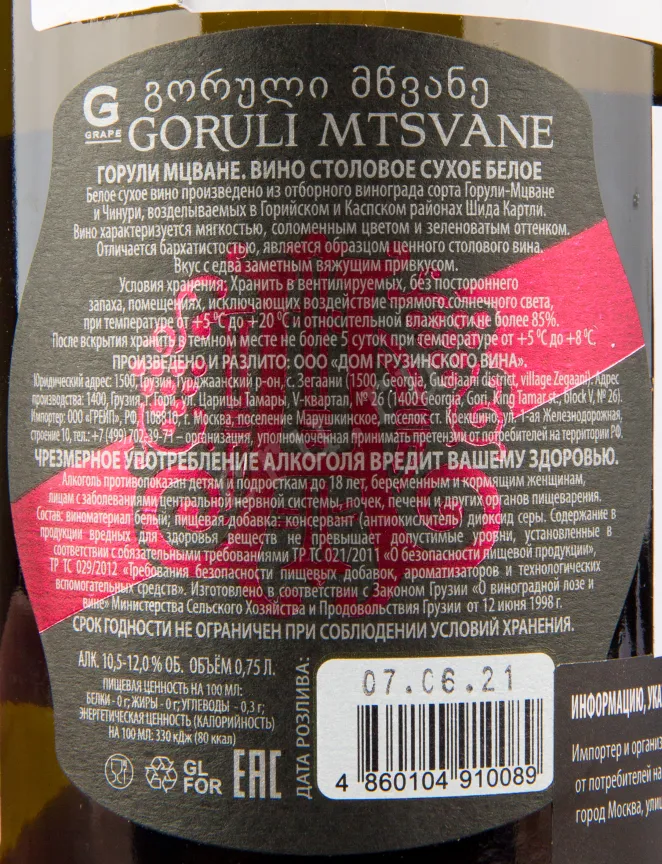 გორული მწვანე
G
GRAPE
GORULI MTSVANE
ГОРУЛИ МЦВАНЕ. ВИНО СТОЛОВОЕ СУХОЕ БЕЛОЕ
Белое сухое вино произведено из отборного винограда сорта Горули-Мцване
и Чинури, возделываемых в Горийском и Каспском районах Шида Картли.
Вино характеризуется мягкостью, соломенным цветом и зеленоватым оттенком.
Отличается бархатистостью, является образцом ценного столового вина.
Вкус с едва заметным вяжущим привкусом.
Условия хранения: Хранить в вентилируемых, без постороннего
запаха, помещениях, исключающих воздействие прямого солнечного света,
при температуре от +5 °C до +20 °C и относительной влажности не более 85%.
После вскрытия хранить в темном месте не более 5 суток при температуре от +5 °C до +8 °C.
ПРОИЗВЕДЕНО И РАЗЛИТО: ООО «ДОМ ГРУЗИНСКОГО ВИНА».
Юридический адрес: 1500, Грузия, Гурджаанский р-он, с. Зегаани (1500, Georgia, Gurdjaani district, village Zegaani). Адрес
производства: 1400, Грузия, г. Гори, ул. Царицы Тамары, V-квартал, № 26 (1400 Georgia, Gori, King Tamar st., block V, № 26).
Импортер: ООО «ГРЕЙП», РФ, 108810, г. Москва, поселение Марушкинское, поселок ст. Крекшино, ул. 1-ая Железнодорожная,
строение 10, тел.: +7 (499) 702-39-71 – организация, уполномоченная принимать претензии от потребителей на территории РФ.
ЧРЕЗМЕРНОЕ УПОТРЕБЛЕНИЕ АЛКОГОЛЯ ВРЕДИТ ВАШЕМУ ЗДОРОВЬЮ.
Алкоголь противопоказан детям и подросткам до 18 лет, беременным и кормящим женщинам,
лицам с заболеваниями центральной нервной системы, почек, печени и других органов пищеварения.
Состав: виноматериал белый; пищевая добавка: консервант (антиокислитель) диоксид серы. Содержание в
продукции вредных для здоровья веществ не превышает допустимые уровни, установленные в
соответствии с обязательными требованиями ТР ТС 021/2011 «О безопасности пищевой продукции»,
ТР ТС 029/2012 «Требования безопасности пищевых добавок, ароматизаторов и технологических
вспомогательных средств». Изготовлено в соответствии с Законом Грузии «О виноградной лозе и
вине» Министерства Сельского Хозяйства и Продовольствия Грузии от 12 июня 1998 г.
СРОК ГОДНОСТИ НЕ ОГРАНИЧЕН ПРИ СОБЛЮДЕНИИ УСЛОВИЙ ХРАНЕНИЯ.
АЛК. 10,5-12,0 % ОБ. ОБЪЁМ 0,75 Л.
ПИЩЕВАЯ ЦЕННОСТЬ НА 100 МЛ:
БЕЛКИ - 0 г; ЖИРЫ - 0 г; УГЛЕВОДЫ - 0,3 г;
ЭНЕРГЕТИЧЕСКАЯ ЦЕННОСТЬ (КАЛОРИЙНОСТЬ)
НА 100 МЛ: 330 кДж (80 ккал)
GL
FOR
EAC
ДАТА РОЗЛИВА:
07.06.21
4 860104 910089
ИНФОРМАЦИЮ, УКА
Импортер и организ
от потребителей на
город Москва, улиц